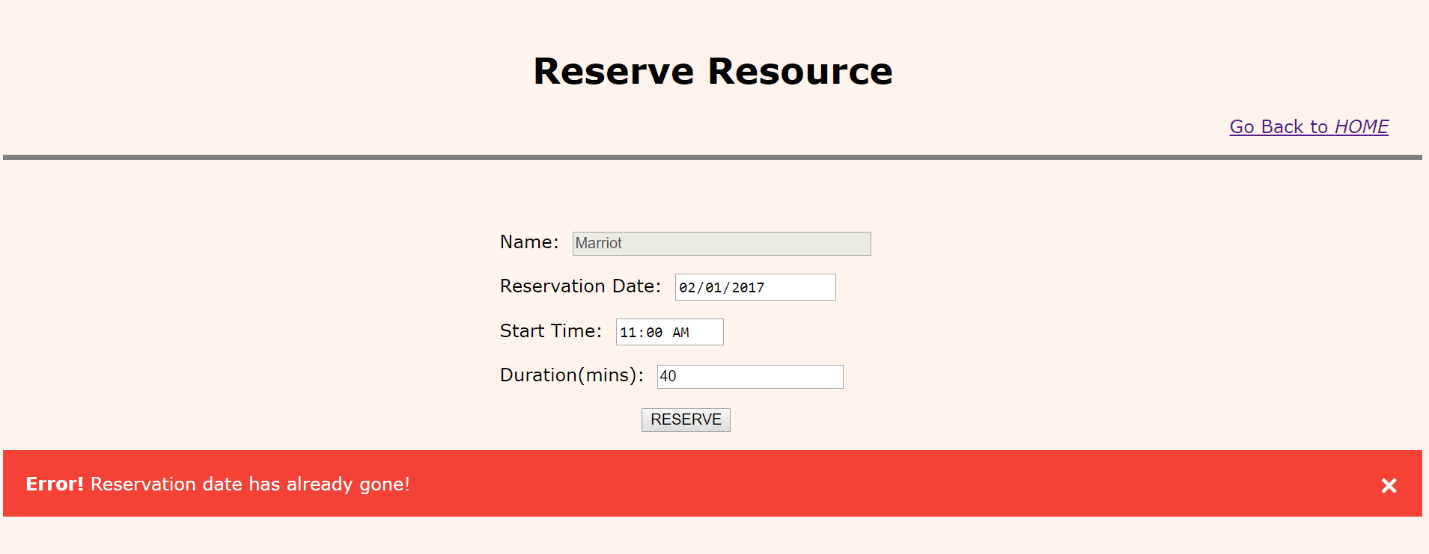 Reserve Resource
Go Back to HOME
Name: Marriot
Reservation Date: 02/01/2017
Start Time: 11:00 AM
Duration(mins): 40
RESERVE
Error! Reservation date has already gone! ×